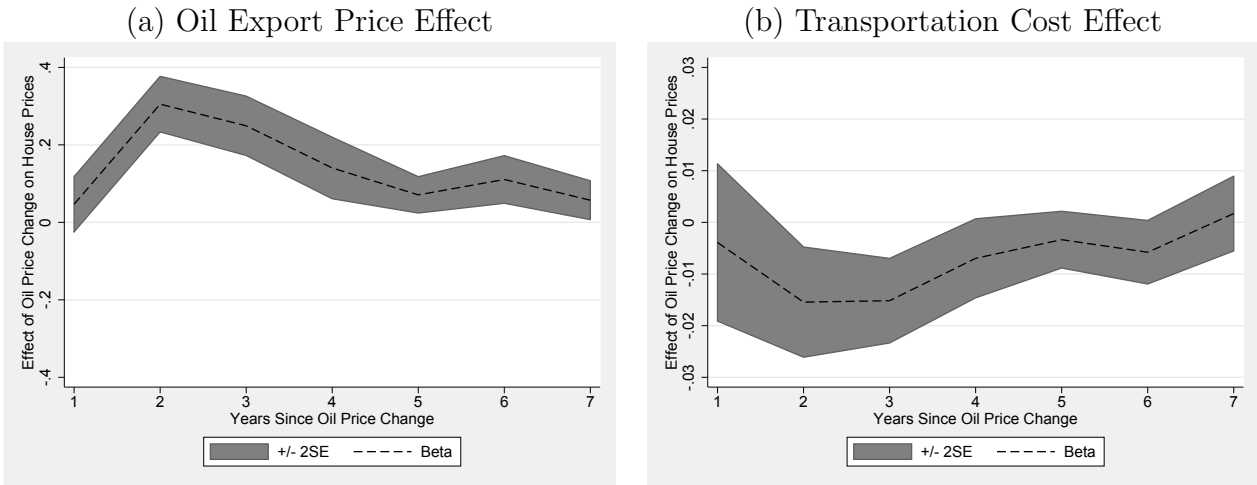 (a) Oil Export Price Effect
Effect of Oil Price Change on House Prices
.4
.2
0
-.2
-.4
1 2 3 4 5 6 7
Years Since Oil Price Change
+/- 2SE Beta
(b) Transportation Cost Effect
Effect of Oil Price Change on House Prices
.03
.02
.01
0
-.01
-.02
-.03
1 2 3 4 5 6 7
Years Since Oil Price Change
+/- 2SE Beta